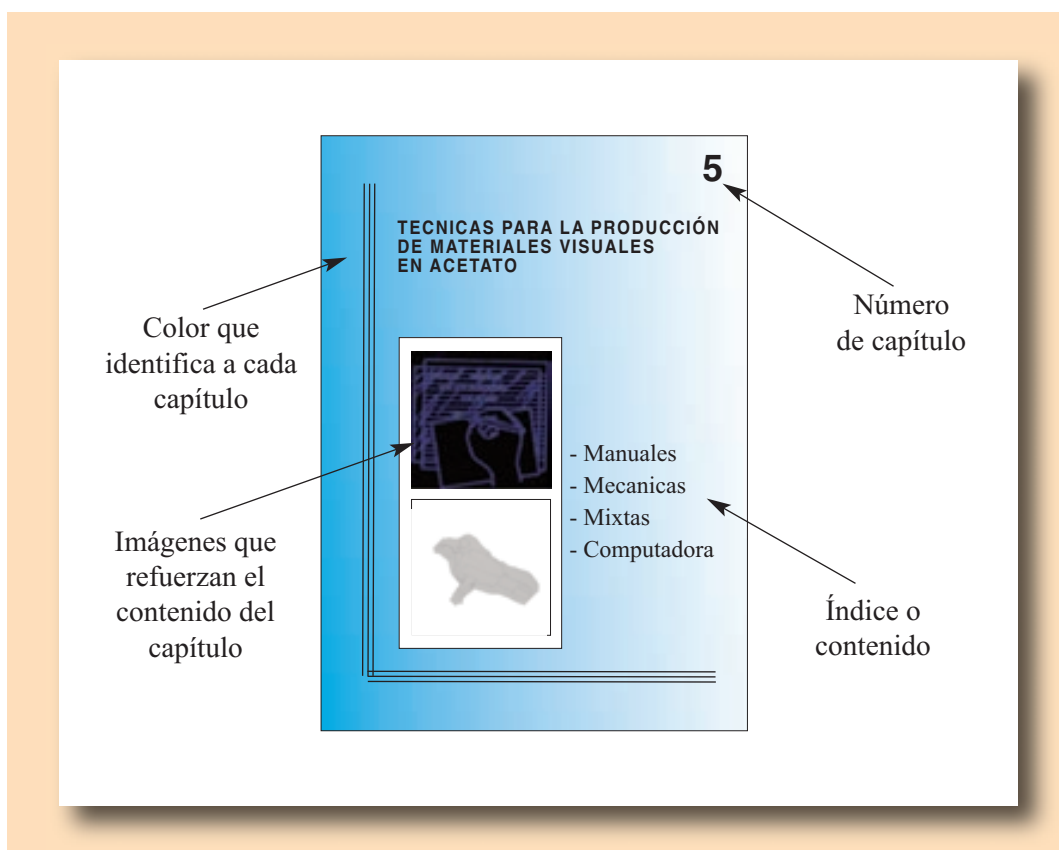 5
TECNICAS PARA LA PRODUCCIÓN
DE MATERIALES VISUALES
EN ACETATO
Color que
identifica a cada
capítulo
Número
de capítulo
- Manuales
- Mecanicas
- Mixtas
- Computadora
Imágenes que
refuerzan el
contenido del
capítulo
Índice o
contenido